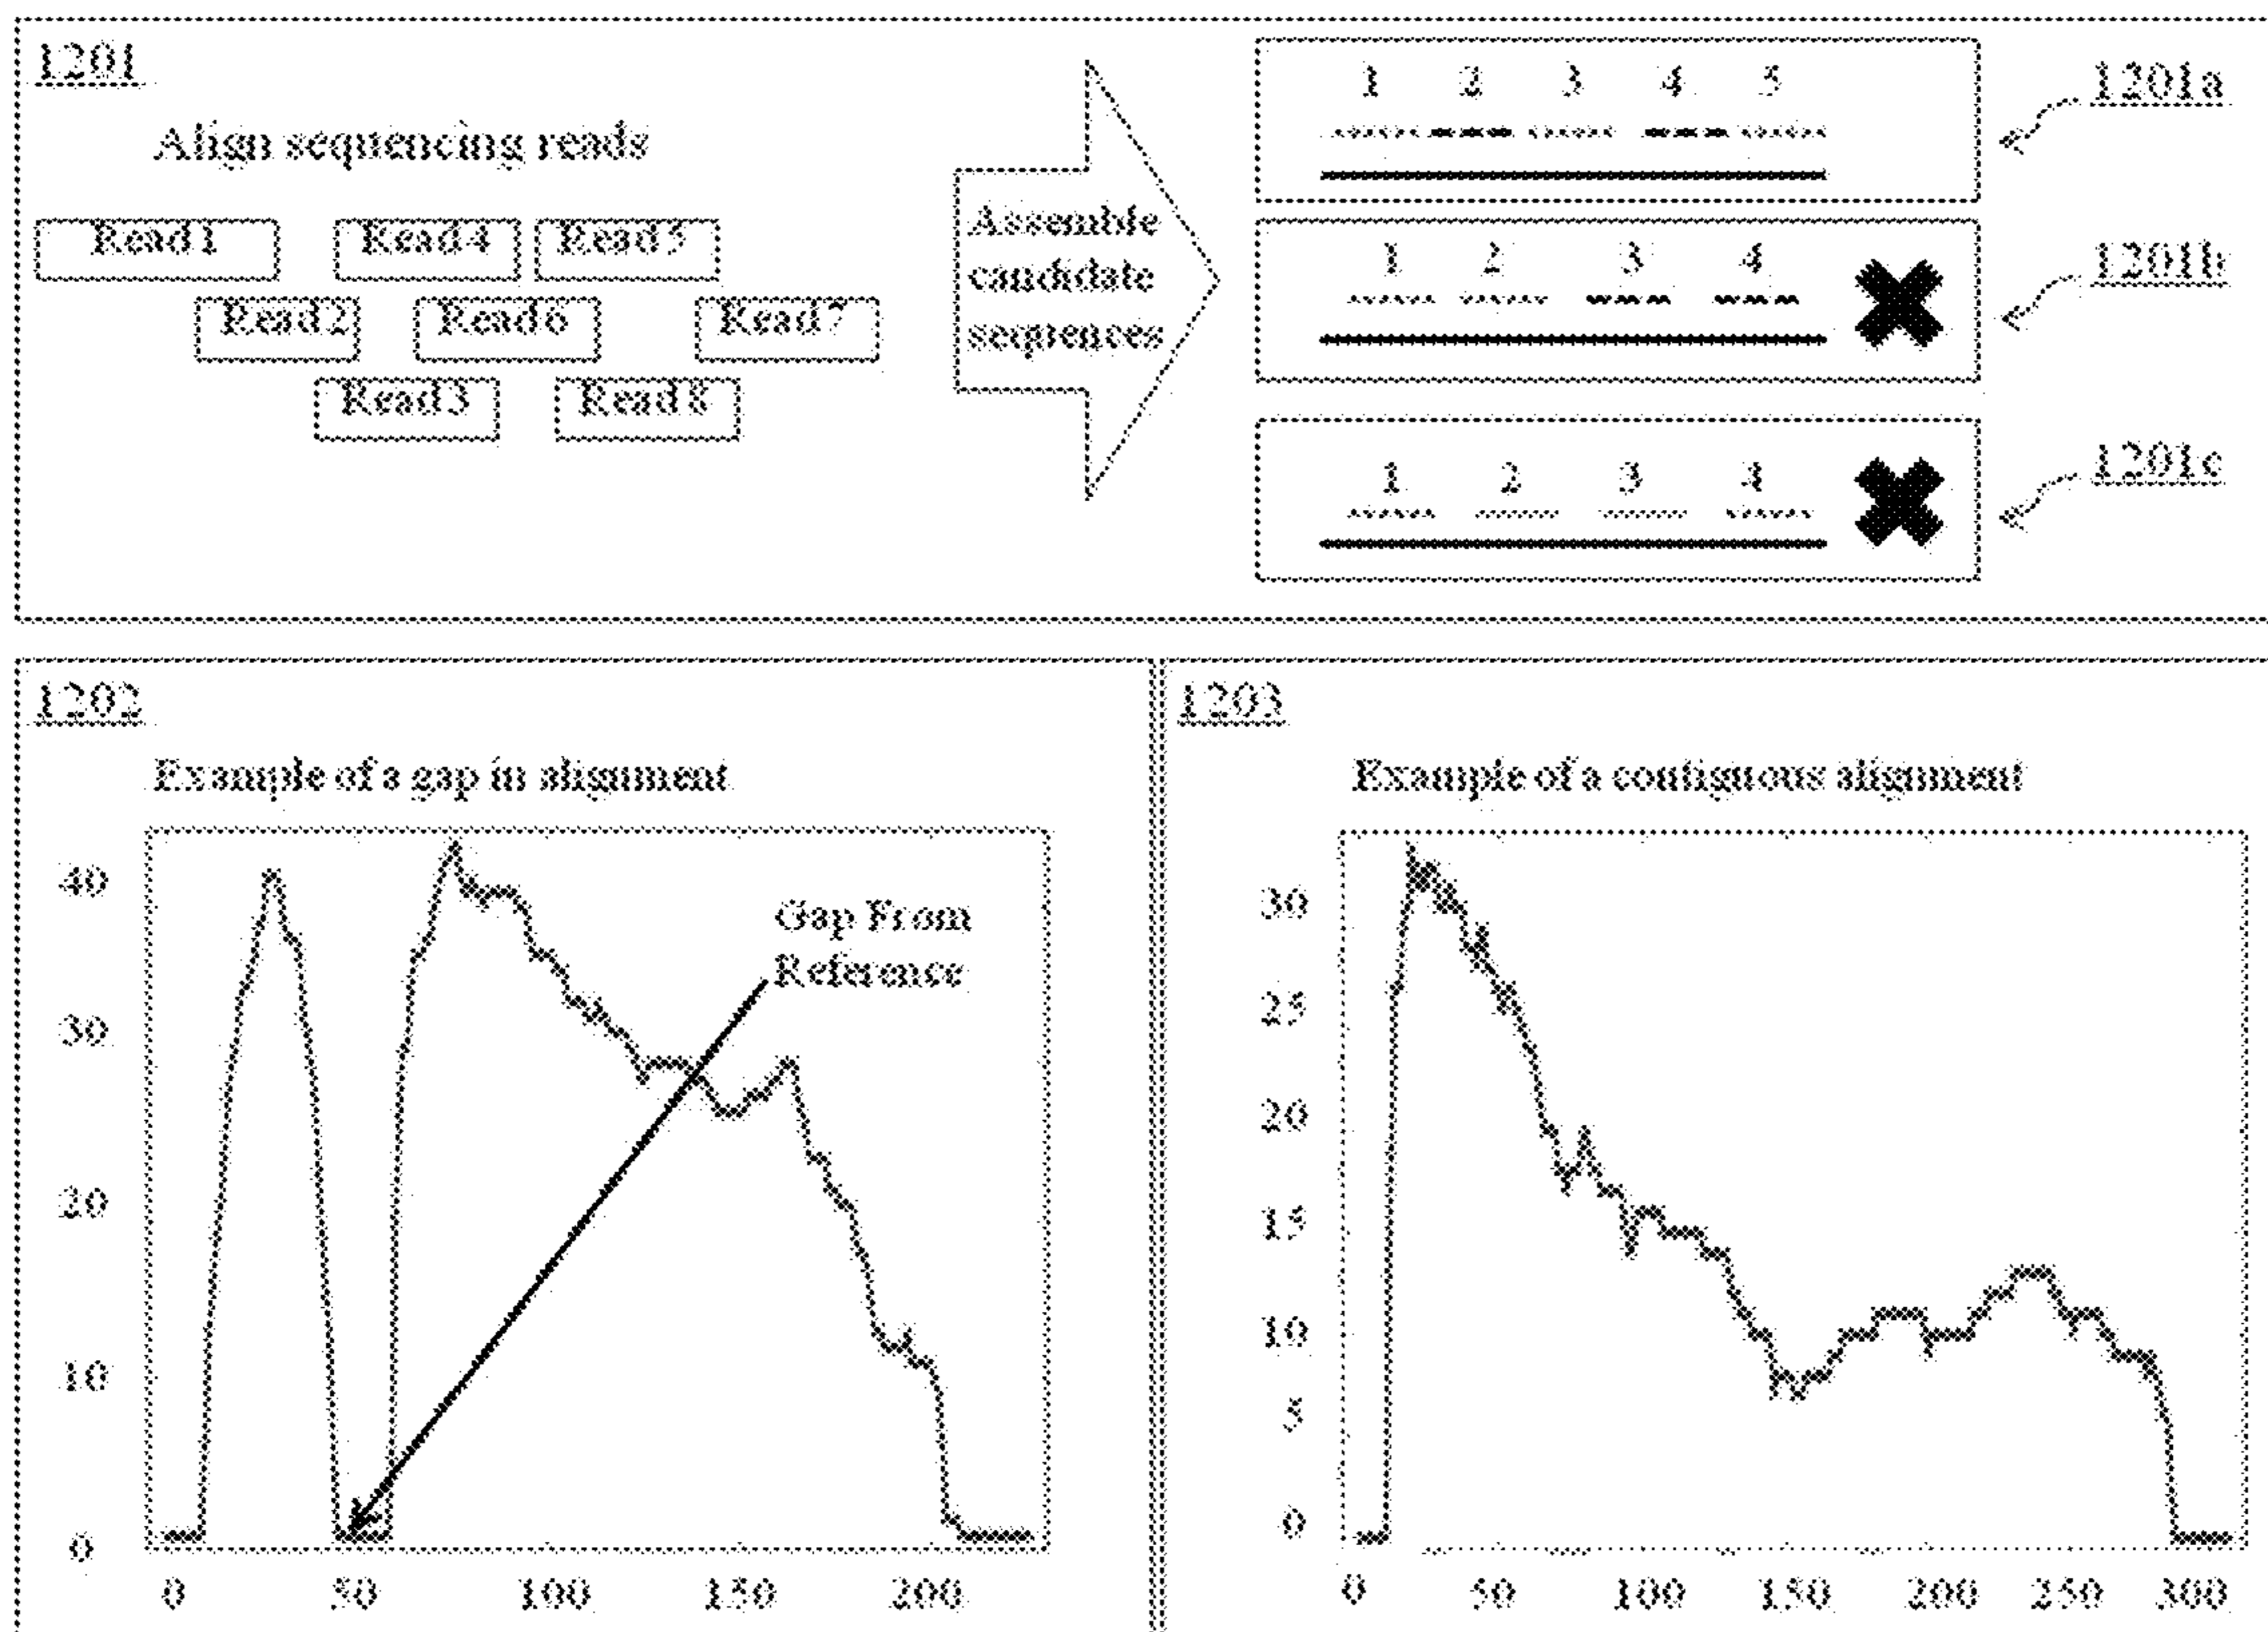 1201
Align sequencing reads
Read1
Read4
Read5
Read2
Read6
Read7
Read3
Read8
Assemble
candidate
sequences
1 2 3 4 5
1201a
1 2 3 4
1201b
1 2 3 4
1201c
1202
Example of a gap in alignment
40
30
20
10
0
Gap From
Reference
0 50 100 150 200
1203
Example of a contiguous alignment
30
25
20
15
10
5
0
0 50 100 150 200 250 300